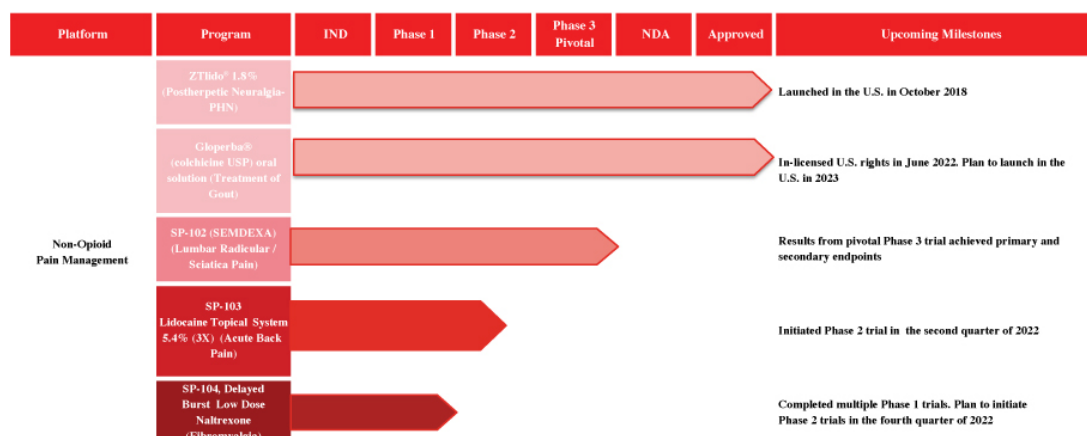 Platform
Program
IND
Phase 1
Phase 2
Phase 3
Pivotal
NDA
Approved
Upcoming Milestones
ZTlido® 1.8%
(Postherpetic Neuralgia-
PHN)
Launched in the U.S. in October 2018
Gloperba®
(colchicine USP) oral
solution (Treatment of
Gout)
In-licensed U.S. rights in June 2022. Plan to launch in the
U.S. in 2023
Non-Opioid
Pain Management
SP-102 (SEMDEXA)
(Lumbar Radicular /
Sciatica Pain)
Results from pivotal Phase 3 trial achieved primary and
secondary endpoints
SP-103
Lidocaine Topical System
5.4% (3X) (Acute Back
Pain)
Initiated Phase 2 trial in the second quarter of 2022
SP-104, Delayed
Burst Low Dose
Naltrexone
(Fibromyalgia)
Completed multiple Phase 1 trials. Plan to initiate
Phase 2 trials in the fourth quarter of 2022